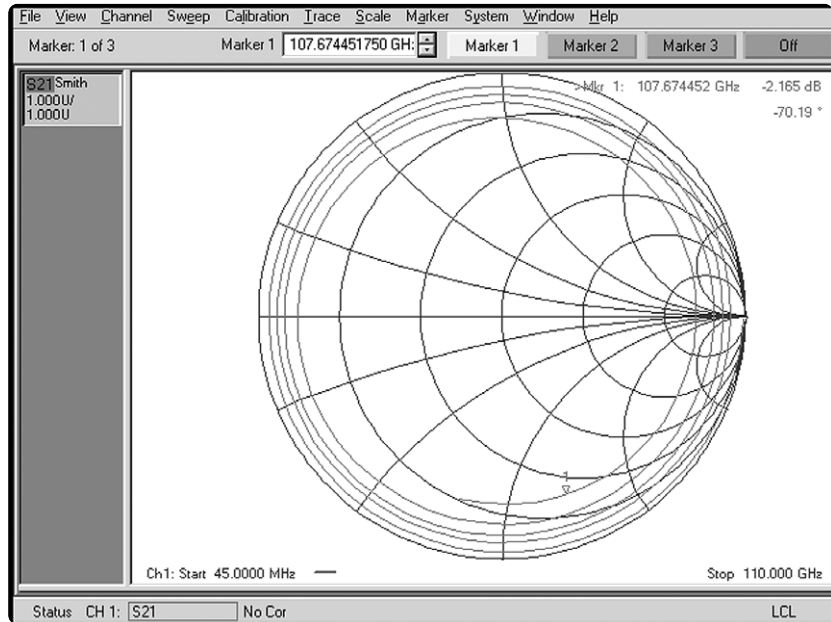 File View Channel Sweep Calibration Trace Scale Marker System Window Help
Marker: 1 of 3 Marker 1 107.674451750 GH: Marker 1 Marker 2 Marker 3 Off
S21 Smith
1.000U/
1.000U
>Mkr 1: 107.674452 GHz -2.165 dB
-70.19 °
1
Ch1: Start 45.0000 MHz Stop 110.000 GHz
Status CH 1: S21 No Cor LCL